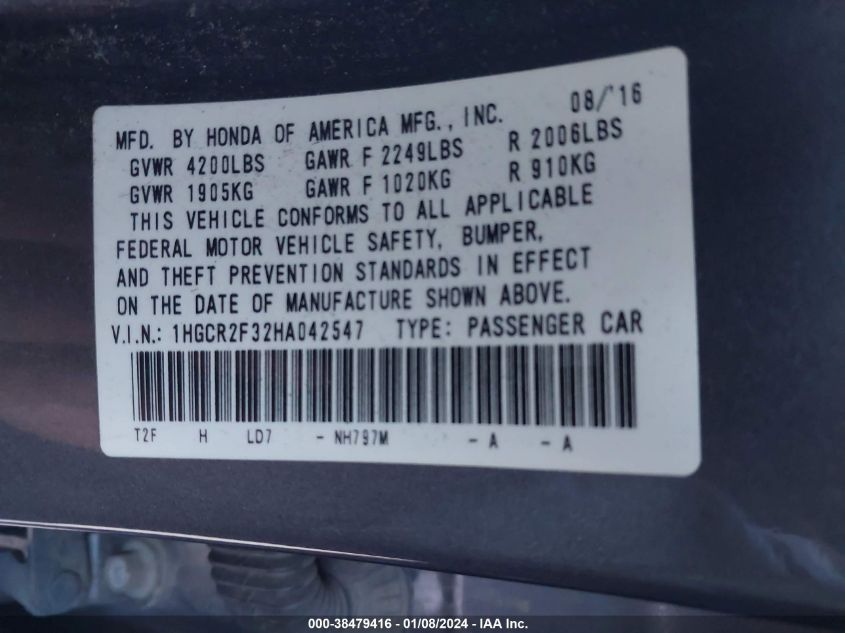 08/'16
MFD. BY HONDA OF AMERICA MFG., INC.
GVWR 4200LBS GAWR F 2249LBS R 2006LBS
GVWR 1905KG GAWR F 1020KG R 910KG
THIS VEHICLE CONFORMS TO ALL APPLICABLE
FEDERAL MOTOR VEHICLE SAFETY, BUMPER,
AND THEFT PREVENTION STANDARDS IN EFFECT
ON THE DATE OF MANUFACTURE SHOWN ABOVE.
V.I.N.: 1HGCR2F32HA042547 TYPE: PASSENGER CAR
T2F H LD7 - NH797M - A - A
000-38479416 - 01/08/2024 - IAA Inc.